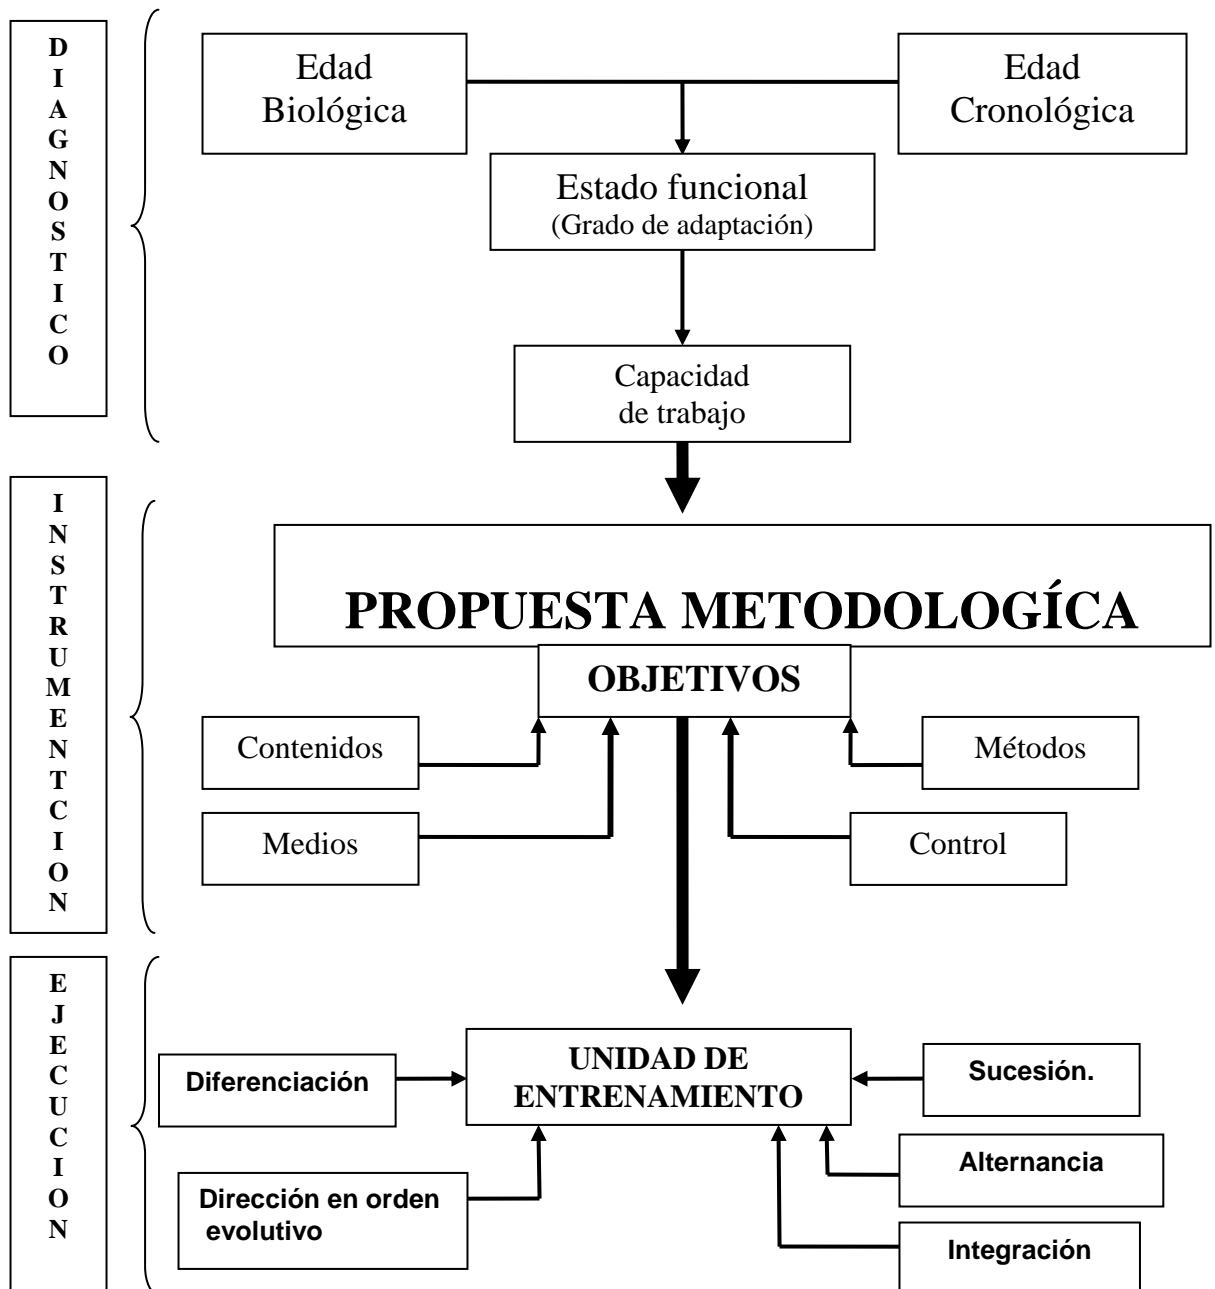 D
I
A
G
N
O
S
T
I
C
O
Edad
Biológica
Edad
Cronológica
Estado funcional
(Grado de adaptación)
Capacidad
de trabajo
I
N
S
T
R
U
M
E
N
T
C
I
O
N
PROPUESTA METODOLOGÍCA
OBJETIVOS
Contenidos
Métodos
Medios
Control
E
J
E
C
U
C
I
O
N
UNIDAD DE
ENTRENAMIENTO
Diferenciación
Sucesión.
Dirección en orden
evolutivo
Alternancia
Integración